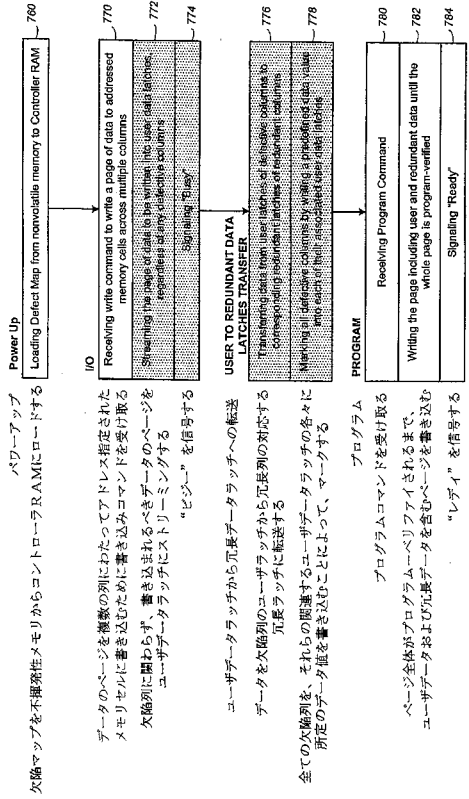 Power Up
Loading Defect Map from nonvolatile memory to Controller RAM
760
I/O
Receiving write command to write a page of data to addressed
memory cells across multiple columns
770
Streaming the page of data to be written into user data latches,
regardless of any defective columns
772
Signaling "Busy"
774
USER TO REDUNDANT DATA
LATCHES TRANSFER
Transferring data from user latches of defective columns to
corresponding redundant latches of redundant columns
776
Marking all defective columns by writing a predefined data value
into each of their associated user data latches
778
PROGRAM
Receiving Program Command
780
Writing the page including user and redundant data until the
whole page is program-verified
782
Signaling "Ready"
784
パワーアップ
欠陥マップを不揮発性メモリからコントローラRAMにロードする
データのページを複数の列にわたってアドレス指定された
メモリセルに書き込むために書き込みコマンドを受け取る
欠陥列に関わらず、書き込まれるべきデータのページを
ユーザデータラッチにストリーミングする
“ビジー”を信号する
ユーザデータラッチから冗長データラッチへの転送
データを欠陥列のユーザラッチから冗長列の対応する
冗長ラッチに転送する
全ての欠陥列を、それらの関連するユーザデータラッチの各々に
所定のデータ値を書き込むことによって、マークする
プログラム
プログラムコマンドを受け取る
ページ全体がプログラム－ベリファイされるまで、
ユーザデータおよび冗長データを含むページを書き込む
“レディ”を信号する